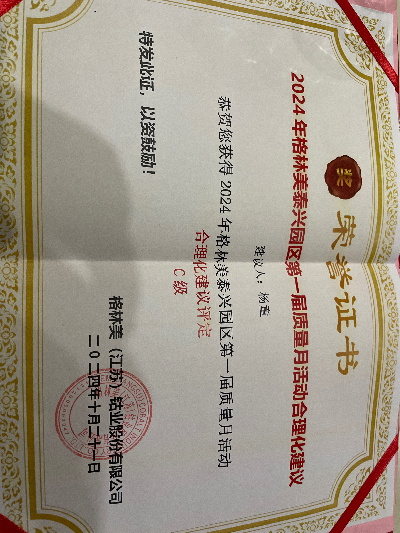 荣誉证书
奖
2024年格林美泰兴园区第一届质量月活动合理化建议
建议人：杨
恭贺您获得2024年格林美泰兴园区第一届质量月活动
合理化建议评定
C级
特发此证，以资鼓励！
格林美（江苏）钴业股份有限公司
二〇二四年十月二十一日